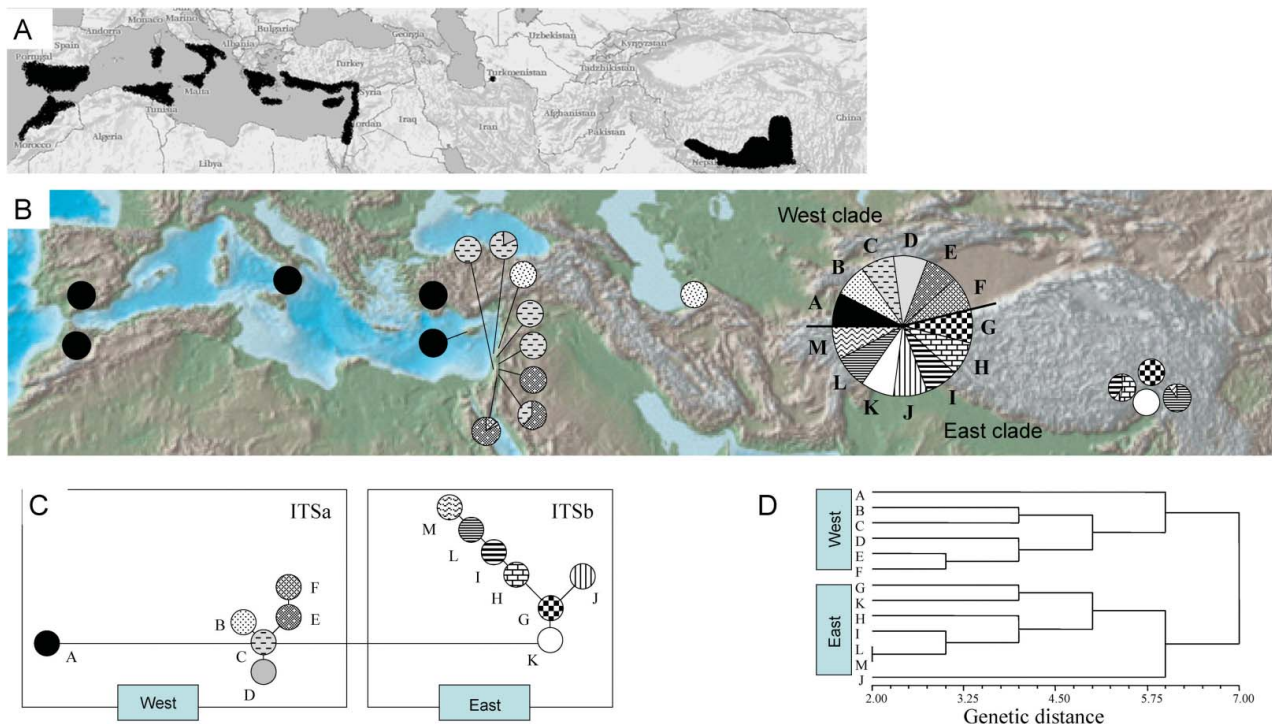 A
Monaco
San
Marino
Andorra
Spain
Portugal
Bulgaria
Albania
Georgia
Uzbekistan
Kyrgyzstan
Turkey
Turkmenistan
Tadzhikistan
Malta
Tunisia
Syria
Jordan
Iraq
Iran
Afghanistan
Pakistan
China
Morocco
Algeria
Libya
Nepal
B
West clade
A
B
C
D
E
F
G
H
I
J
K
L
M
East clade
C
ITSa
ITSb
A
B
C
D
E
F
M
L
I
H
G
J
K
West
East
D
West
East
A
B
C
D
E
F
G
K
H
I
L
M
J
2.00 3.25 4.50 5.75 7.00
Genetic distance